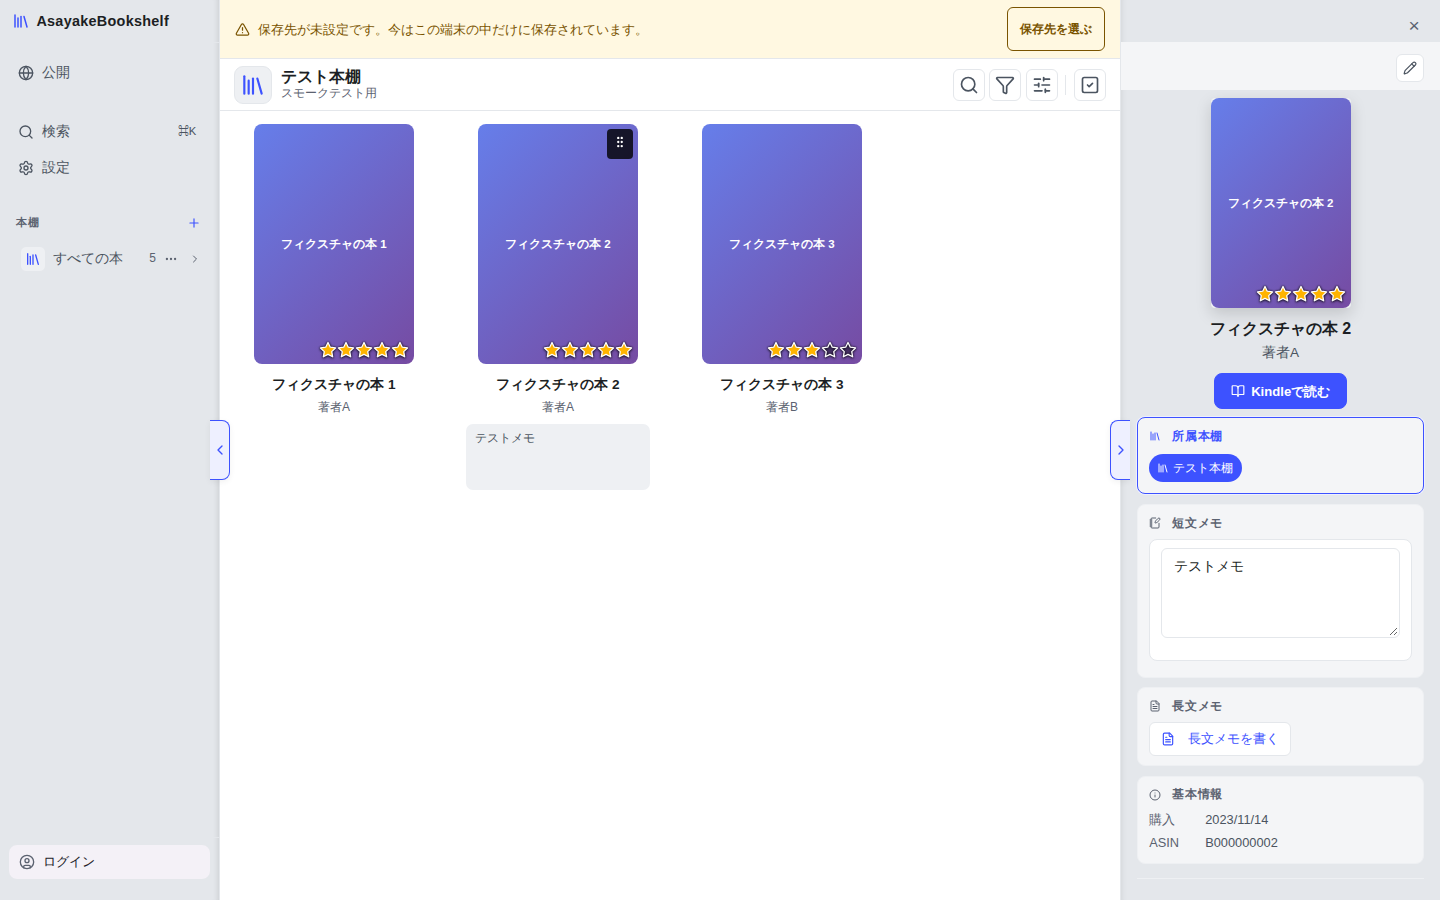 AsayakeBookshelf
公開
検索 ⌘K
設定
本棚
すべての本 5
ログイン
保存先が未設定です。今はこの端末の中だけに保存されています。
保存先を選ぶ
テスト本棚
スモークテスト用
フィクスチャの本 1
フィクスチャの本 1
著者A
フィクスチャの本 2
フィクスチャの本 2
著者A
テストメモ
フィクスチャの本 3
フィクスチャの本 3
著者B
フィクスチャの本 2
フィクスチャの本 2
著者A
Kindleで読む
所属本棚
テスト本棚
短文メモ
テストメモ
長文メモ
長文メモを書く
基本情報
購入 2023/11/14
ASIN B000000002